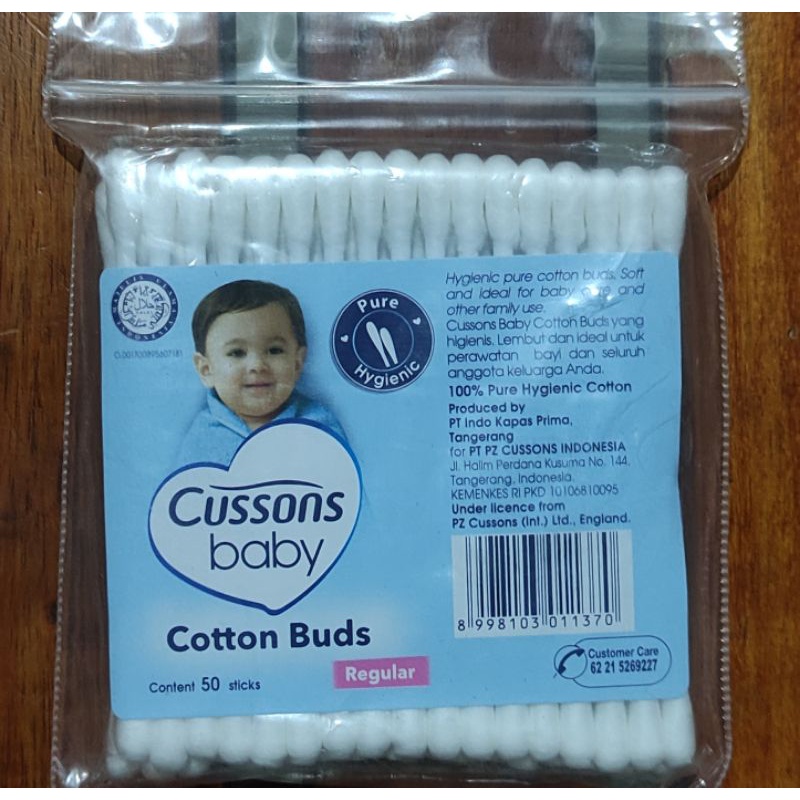 Pure
Hygienic
Hygienic pure cotton buds. Soft
and ideal for baby care and
other family use.
Cussons Baby Cotton Buds yang
higienis. Lembut dan ideal untuk
perawatan bayi dan seluruh
anggota keluarga Anda.
100% Pure Hygienic Cotton
Produced by
PT Indo Kapas Prima,
Tangerang
for PT PZ CUSSONS INDONESIA
Jl. Halim Perdana Kusuma No. 144,
Tangerang, Indonesia.
KEMENKES RI PKD 10106810095
Under licence from
PZ Cussons (Int.) Ltd., England.
8 998103 011370
Customer Care
62 21 5269227
Cussons
baby
Cotton Buds
Regular
Content 50 sticks